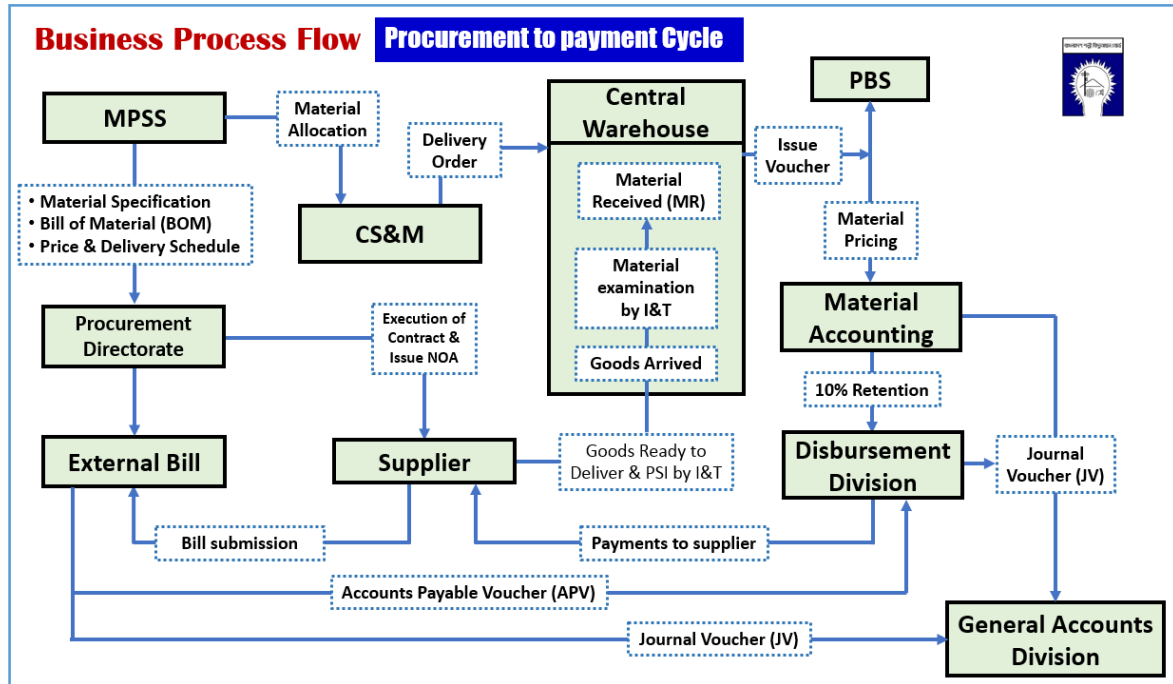 Business Process Flow
Procurement to payment Cycle
MPSS
Material
Allocation
Delivery
Order
Central
Warehouse
Issue
Voucher
PBS
• Material Specification
• Bill of Material (BOM)
• Price & Delivery Schedule
CS&M
Material
Received (MR)
Material
examination
by I&T
Goods Arrived
Material
Pricing
Procurement
Directorate
Execution of
Contract &
Issue NOA
Material
Accounting
10% Retention
External Bill
Supplier
Goods Ready to
Deliver & PSI by I&T
Disbursement
Division
Journal
Voucher (JV)
Bill submission
Payments to supplier
Accounts Payable Voucher (APV)
Journal Voucher (JV)
General Accounts
Division